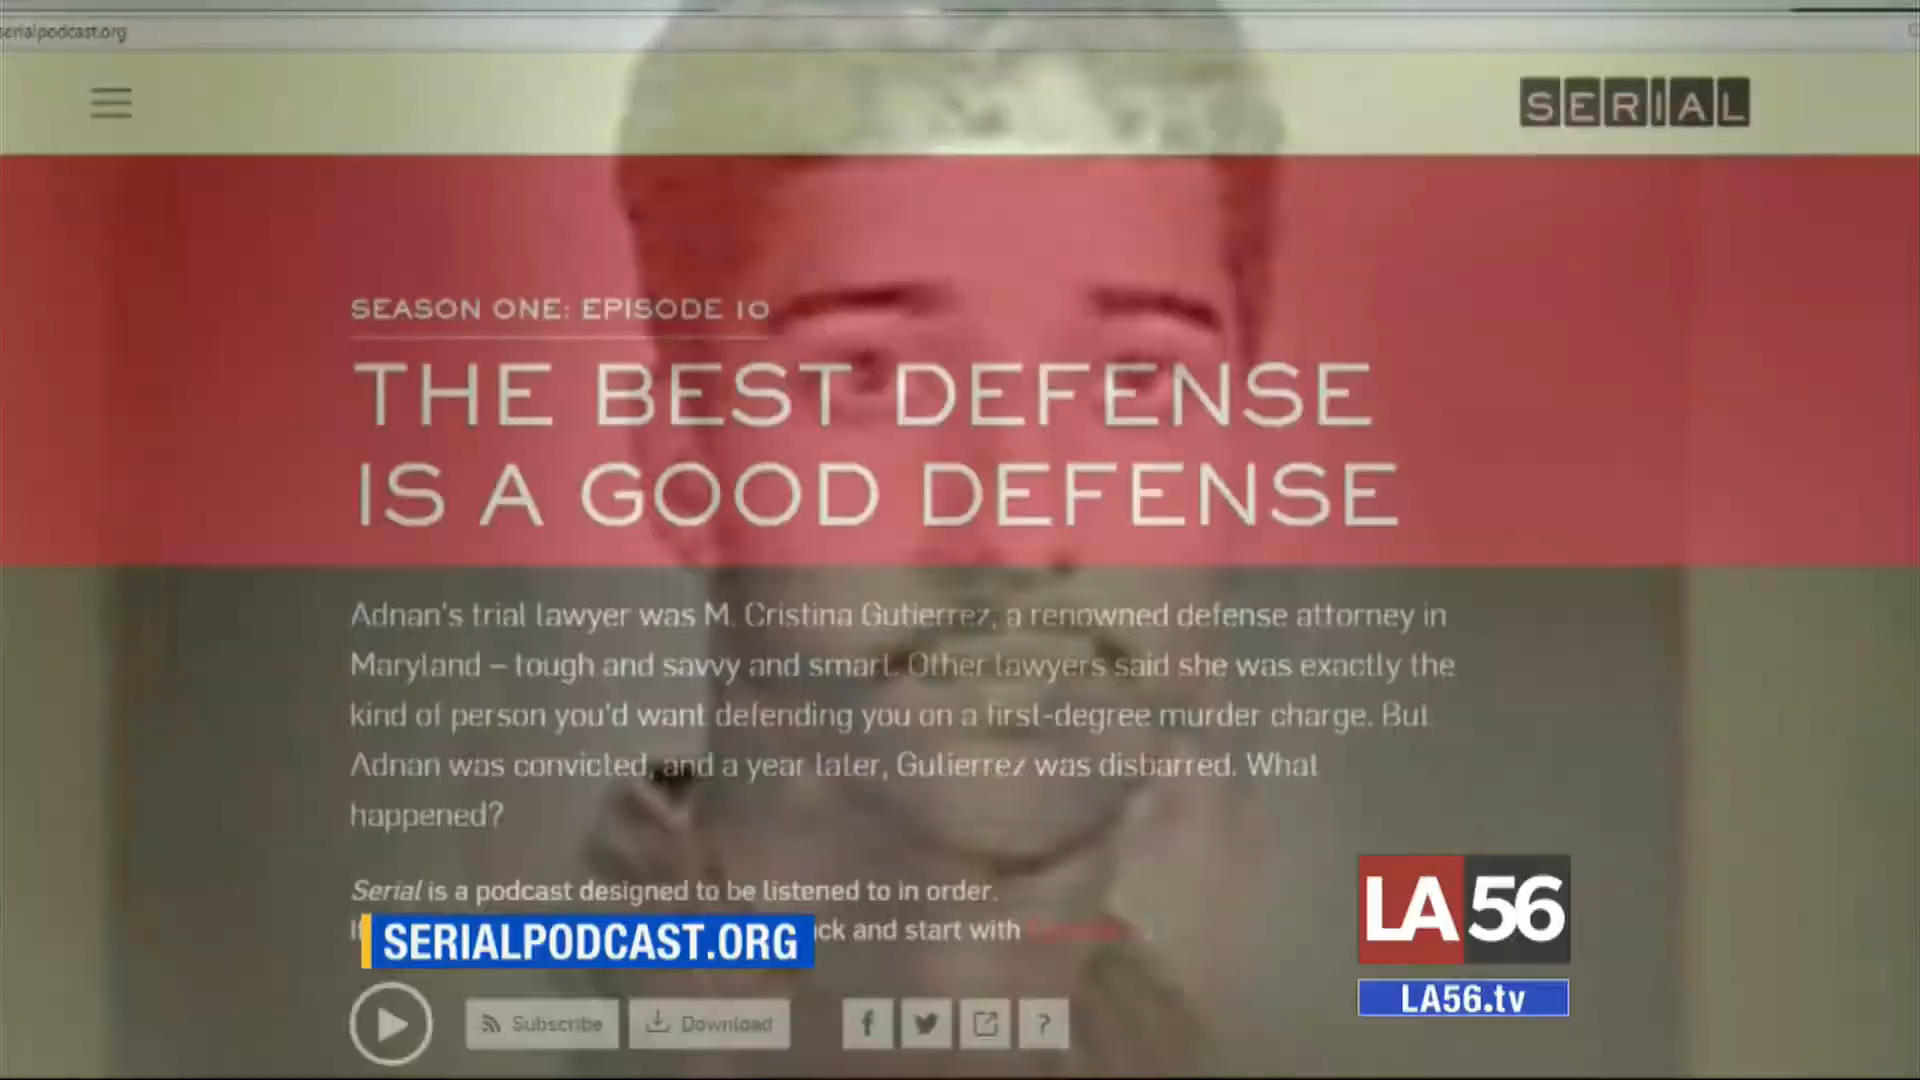 serialpodcast.org
SERIAL
SEASON ONE: EPISODE 10
THE BEST DEFENSE
IS A GOOD DEFENSE
Adnan's trial lawyer was M. Cristina Gutierrez, a renowned defense attorney in
Maryland – tough and savvy and smart. Other lawyers said she was exactly the
kind of person you'd want defending you on a first-degree murder charge. But
Adnan was convicted, and a year later, Gutierrez was disbarred. What
happened?
Serial is a podcast designed to be listened to in order.
ck and start with
SERIALPODCAST.ORG
LA 56
LA56.tv
Subscribe
Download
?